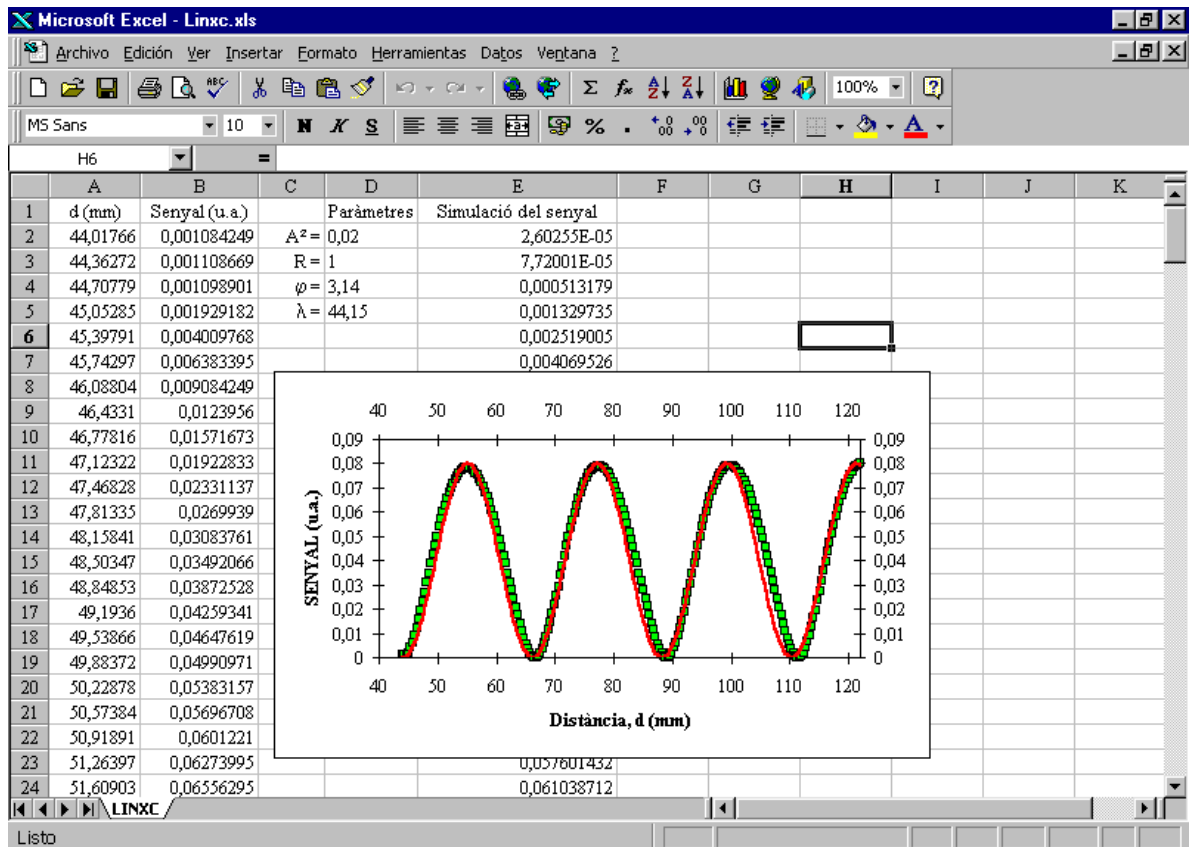 Microsoft Excel - Linxc.xls
Archivo Edición Ver Insertar Formato Herramientas Datos Ventana ?
100%
MS Sans 10 N K S
H6 =
A B C D E F G H I J K
1 d (mm) Senyal (u.a.) Paràmetres Simulació del senyal
2 44,01766 0,001084249 A² = 0,02 2,60255E-05
3 44,36272 0,001108669 R = 1 7,72001E-05
4 44,70779 0,001098901 φ = 3,14 0,000513179
5 45,05285 0,001929182 λ = 44,15 0,001329735
6 45,39791 0,004009768 0,002519005
7 45,74297 0,006383395 0,004069526
8 46,08804 0,009084249
9 46,4331 0,0123956
10 46,77816 0,01571673
11 47,12322 0,01922833
12 47,46828 0,02331137
13 47,81335 0,0269939
14 48,15841 0,03083761
15 48,50347 0,03492066
16 48,84853 0,03872528
17 49,1936 0,04259341
18 49,53866 0,04647619
19 49,88372 0,04990971
20 50,22878 0,05383157
21 50,57384 0,05696708
22 50,91891 0,0601221
23 51,26397 0,06273995 0,057601432
24 51,60903 0,06556295 0,061038712
40 50 60 70 80 90 100 110 120
0,09 0,09
0,08 0,08
0,07 0,07
0,06 0,06
0,05 0,05
0,04 0,04
0,03 0,03
0,02 0,02
0,01 0,01
0 0
SENYAL (u.a.)
40 50 60 70 80 90 100 110 120
Distància, d (mm)
LINXC
Listo